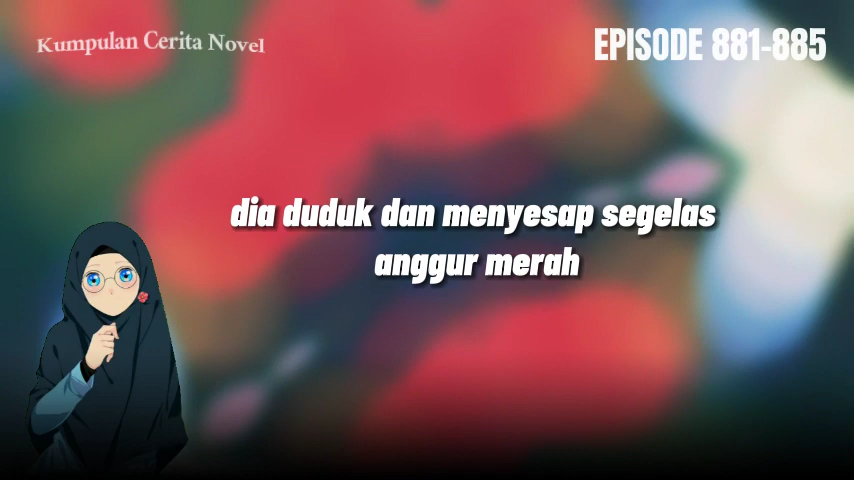 Kumpulan Cerita Novel
EPISODE 881-885
dia duduk dan menyesap segelas
anggur merah